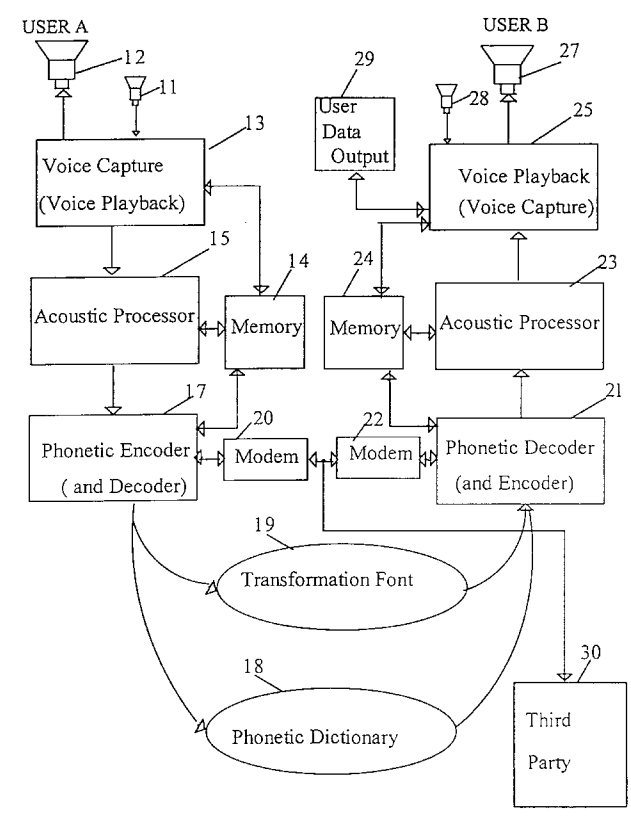 USER A
USER B
12
11
13
29
28
27
25
User
Data
Output
Voice Capture
(Voice Playback)
Voice Playback
(Voice Capture)
15
14
24
23
Acoustic Processor
Memory
Memory
Acoustic Processor
17
20
22
21
Phonetic Encoder
( and Decoder)
Modem
Modem
Phonetic Decoder
(and Encoder)
19
Transformation Font
18
Phonetic Dictionary
30
Third
Party